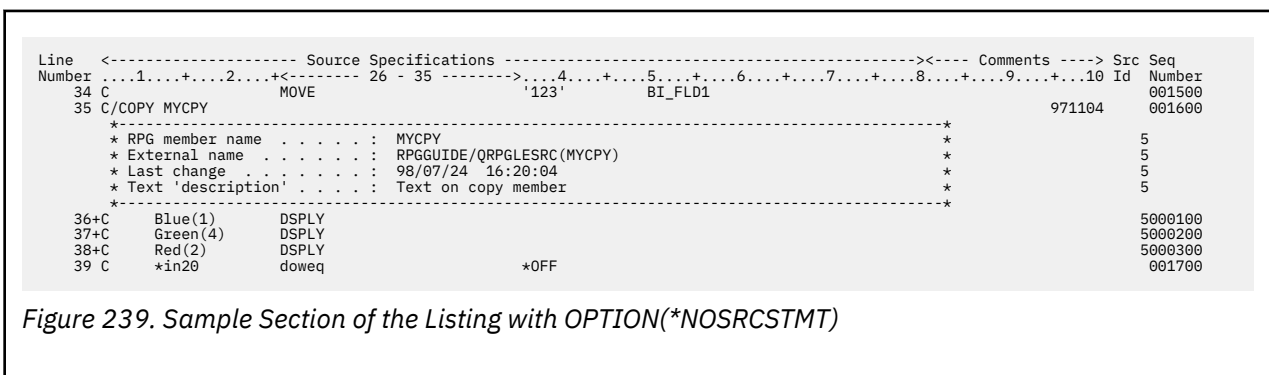 Line   <--------------------- Source Specifications ----------------------------------------------><---- Comments ----> Src Seq
Number ....1....+....2....+<-------- 26 - 35 -------->....4....+....5....+....6....+....7....+....8....+....9....+...10 Id  Number
    34 C                   MOVE                       '123'         BI_FLD1                                                 001500
    35 C/COPY MYCPY                                                                                              971104     001600
        *--------------------------------------------------------------------------------------------*
        * RPG member name  . . . . . :  MYCPY                                                        *                     5
        * External name  . . . . . . :  RPGGUIDE/QRPGLESRC(MYCPY)                                    *                     5
        * Last change  . . . . . . . :  98/07/24  16:20:04                                           *                     5
        * Text 'description' . . . . :  Text on copy member                                          *                     5
        *--------------------------------------------------------------------------------------------*
    36+C     Blue(1)       DSPLY                                                                                           5000100
    37+C     Green(4)      DSPLY                                                                                           5000200
    38+C     Red(2)        DSPLY                                                                                           5000300
    39 C     *in20         doweq                      *OFF                                                                  001700
Figure 239. Sample Section of the Listing with OPTION(*NOSRCSTMT)